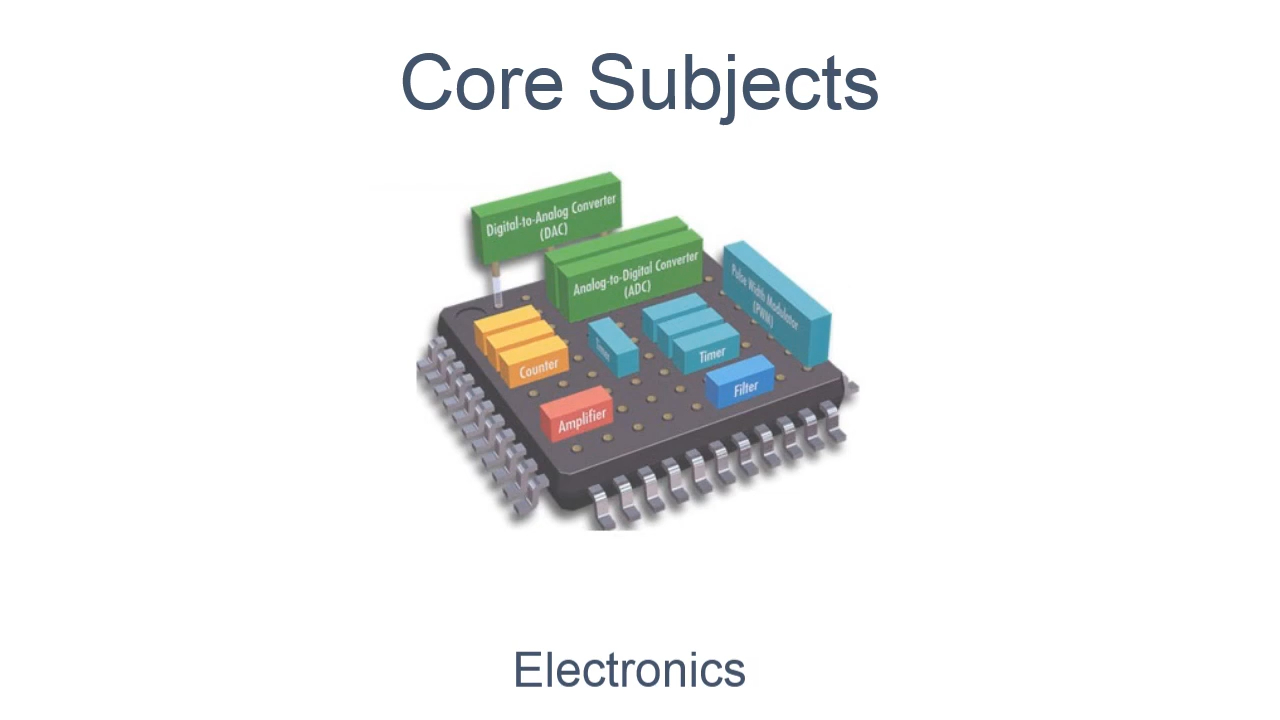 Core Subjects
Digital-to-Analog Converter
(DAC)
Analog-to-Digital Converter
(ADC)
Pulse Width Modulator
(PWM)
Counter
Timer
Timer
Filter
Amplifier
Electronics